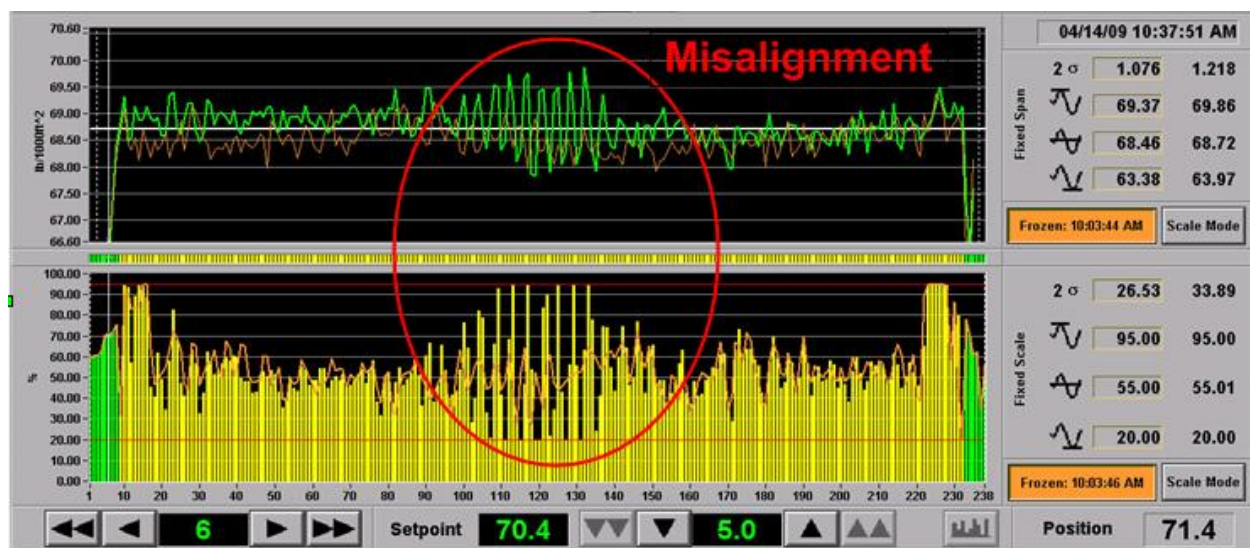 04/14/09 10:37:51 AM
Misalignment
70.60
70.00
69.50
69.00
68.50
68.00
67.50
67.00
66.60
lb/1000ft^2
Fixed Span
2 σ 1.076 1.218
69.37 69.86
68.46 68.72
63.38 63.97
Frozen: 10:03:44 AM Scale Mode
100.00
90.00
80.00
70.00
60.00
50.00
40.00
30.00
20.00
10.00
0.00
%
1 10 20 30 40 50 60 70 80 90 100 110 120 130 140 150 160 170 180 190 200 210 220 230 238
Fixed Scale
2 σ 26.53 33.89
95.00 95.00
55.00 55.01
20.00 20.00
Frozen: 10:03:46 AM Scale Mode
6 Setpoint 70.4 5.0 Position 71.4